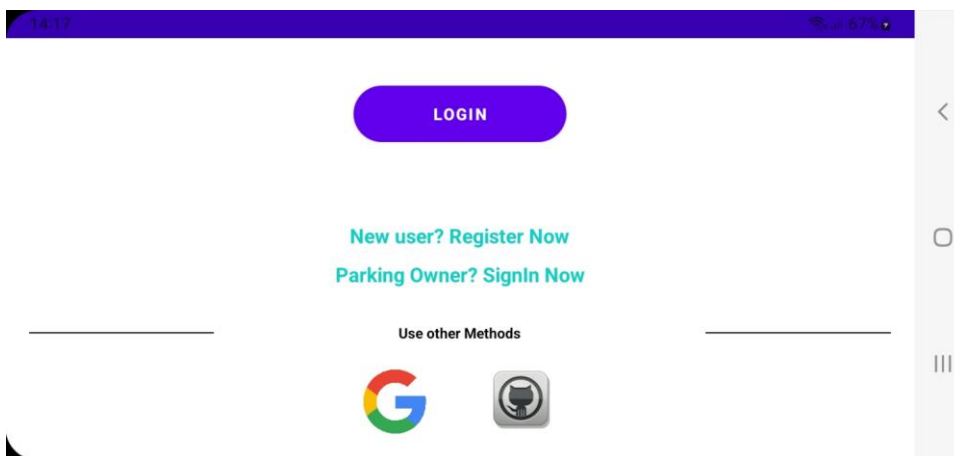 14:17 67%
LOGIN
New user? Register Now
Parking Owner? SignIn Now
Use other Methods